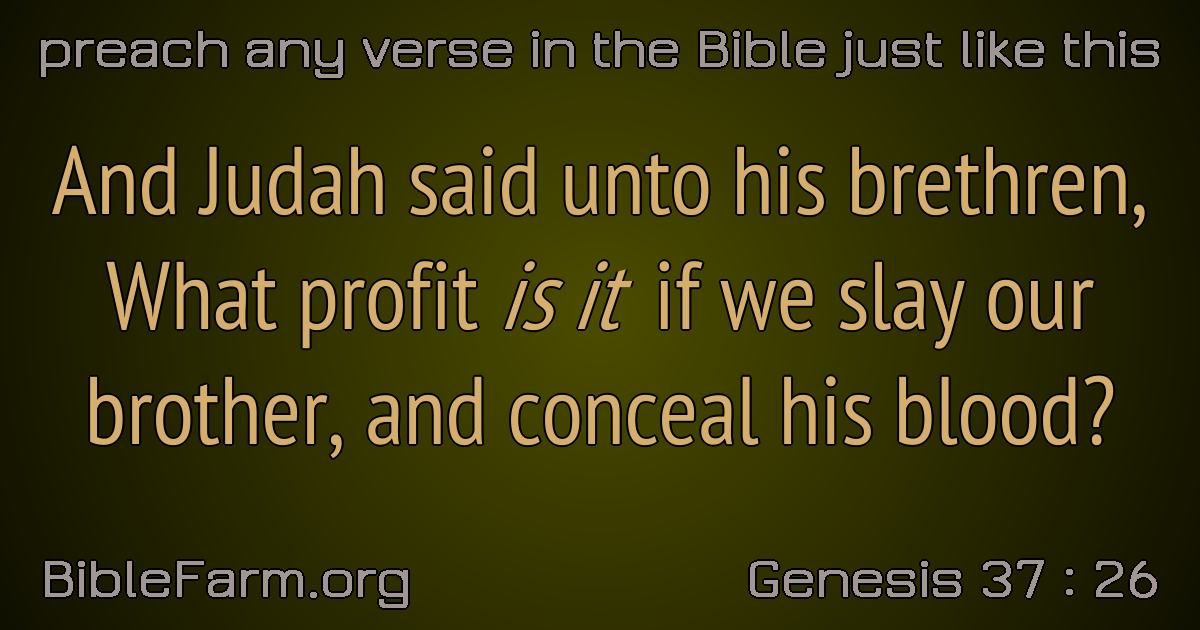 preach any verse in the Bible just like this
And Judah said unto his brethren,
What profit is it if we slay our
brother, and conceal his blood?
BibleFarm.org
Genesis 37 : 26